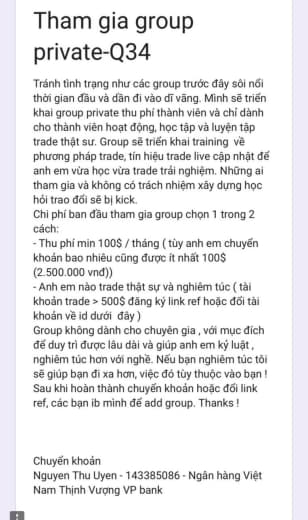 Tham gia group
private-Q34
Tránh tình trạng như các group trước đây sôi nổi
thời gian đầu và dần đi vào dĩ vãng. Mình sẽ triển
khai group private thu phí thành viên và chỉ dành
cho thành viên hoạt động, học tập và luyện tập
trade thật sư. Group sẽ triển khai training về
phương pháp trade, tín hiệu trade live cập nhật để
anh em vừa học vừa trade trải nghiệm. Những ai
tham gia và không có trách nhiệm xây dựng học
hỏi trao đổi sẽ bị kick.
Chi phí ban đầu tham gia group chọn 1 trong 2
cách:
- Thu phí min 100$ / tháng ( tùy anh em chuyển
khoản bao nhiêu cũng được ít nhất 100$
(2.500.000 vnđ))
- Anh em nào trade thật sự và nghiêm túc ( tài
khoản trade > 500$ đăng ký link ref hoặc đổi tài
khoản về id dưới đây )
Group không dành cho chuyên gia , với mục đích
để duy trì được lâu dài và giúp anh em kỷ luật ,
nghiêm túc hơn với nghề. Nếu bạn nghiêm túc tôi
sẽ giúp bạn đi xa hơn, việc đó tùy thuộc vào bạn !
Sau khi hoàn thành chuyển khoản hoặc đổi link
ref, các bạn ib mình để add group. Thanks !
Chuyển khoản
Nguyen Thu Uyen - 143385086 - Ngân hàng Việt
Nam Thịnh Vượng VP bank